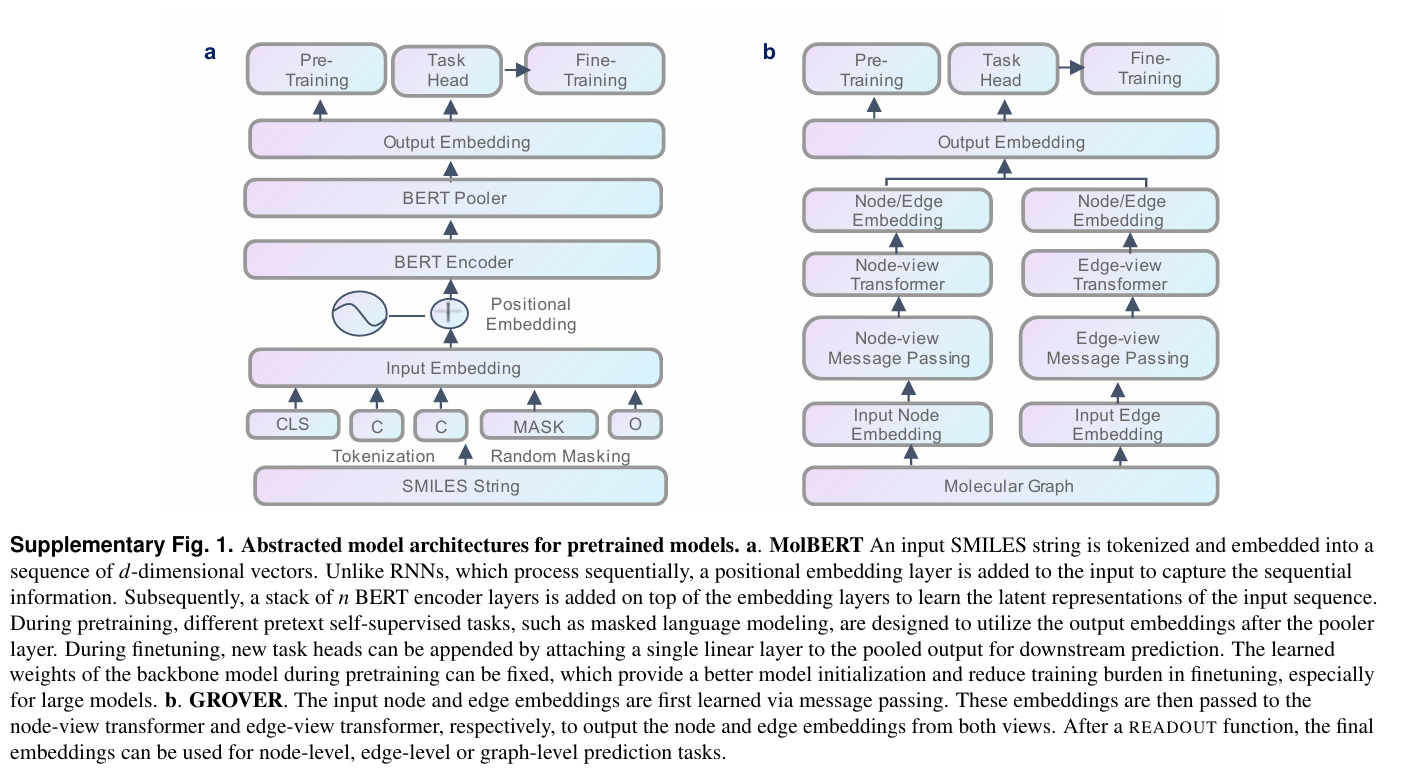 a
Pre-
Training
Task
Head
Fine-
Training
Output Embedding
BERT Pooler
BERT Encoder
Positional
Embedding
Input Embedding
CLS
C
C
MASK
O
Tokenization
Random Masking
SMILES String
b
Pre-
Training
Task
Head
Fine-
Training
Output Embedding
Node/Edge
Embedding
Node/Edge
Embedding
Node-view
Transformer
Edge-view
Transformer
Node-view
Message Passing
Edge-view
Message Passing
Input Node
Embedding
Input Edge
Embedding
Molecular Graph
Supplementary Fig. 1. Abstracted model architectures for pretrained models. a. MolBERT An input SMILES string is tokenized and embedded into a
sequence of d-dimensional vectors. Unlike RNNs, which process sequentially, a positional embedding layer is added to the input to capture the sequential
information. Subsequently, a stack of n BERT encoder layers is added on top of the embedding layers to learn the latent representations of the input sequence.
During pretraining, different pretext self-supervised tasks, such as masked language modeling, are designed to utilize the output embeddings after the pooler
layer. During finetuning, new task heads can be appended by attaching a single linear layer to the pooled output for downstream prediction. The learned
weights of the backbone model during pretraining can be fixed, which provide a better model initialization and reduce training burden in finetuning, especially
for large models. b. GROVER. The input node and edge embeddings are first learned via message passing. These embeddings are then passed to the
node-view transformer and edge-view transformer, respectively, to output the node and edge embeddings from both views. After a READOUT function, the final
embeddings can be used for node-level, edge-level or graph-level prediction tasks.